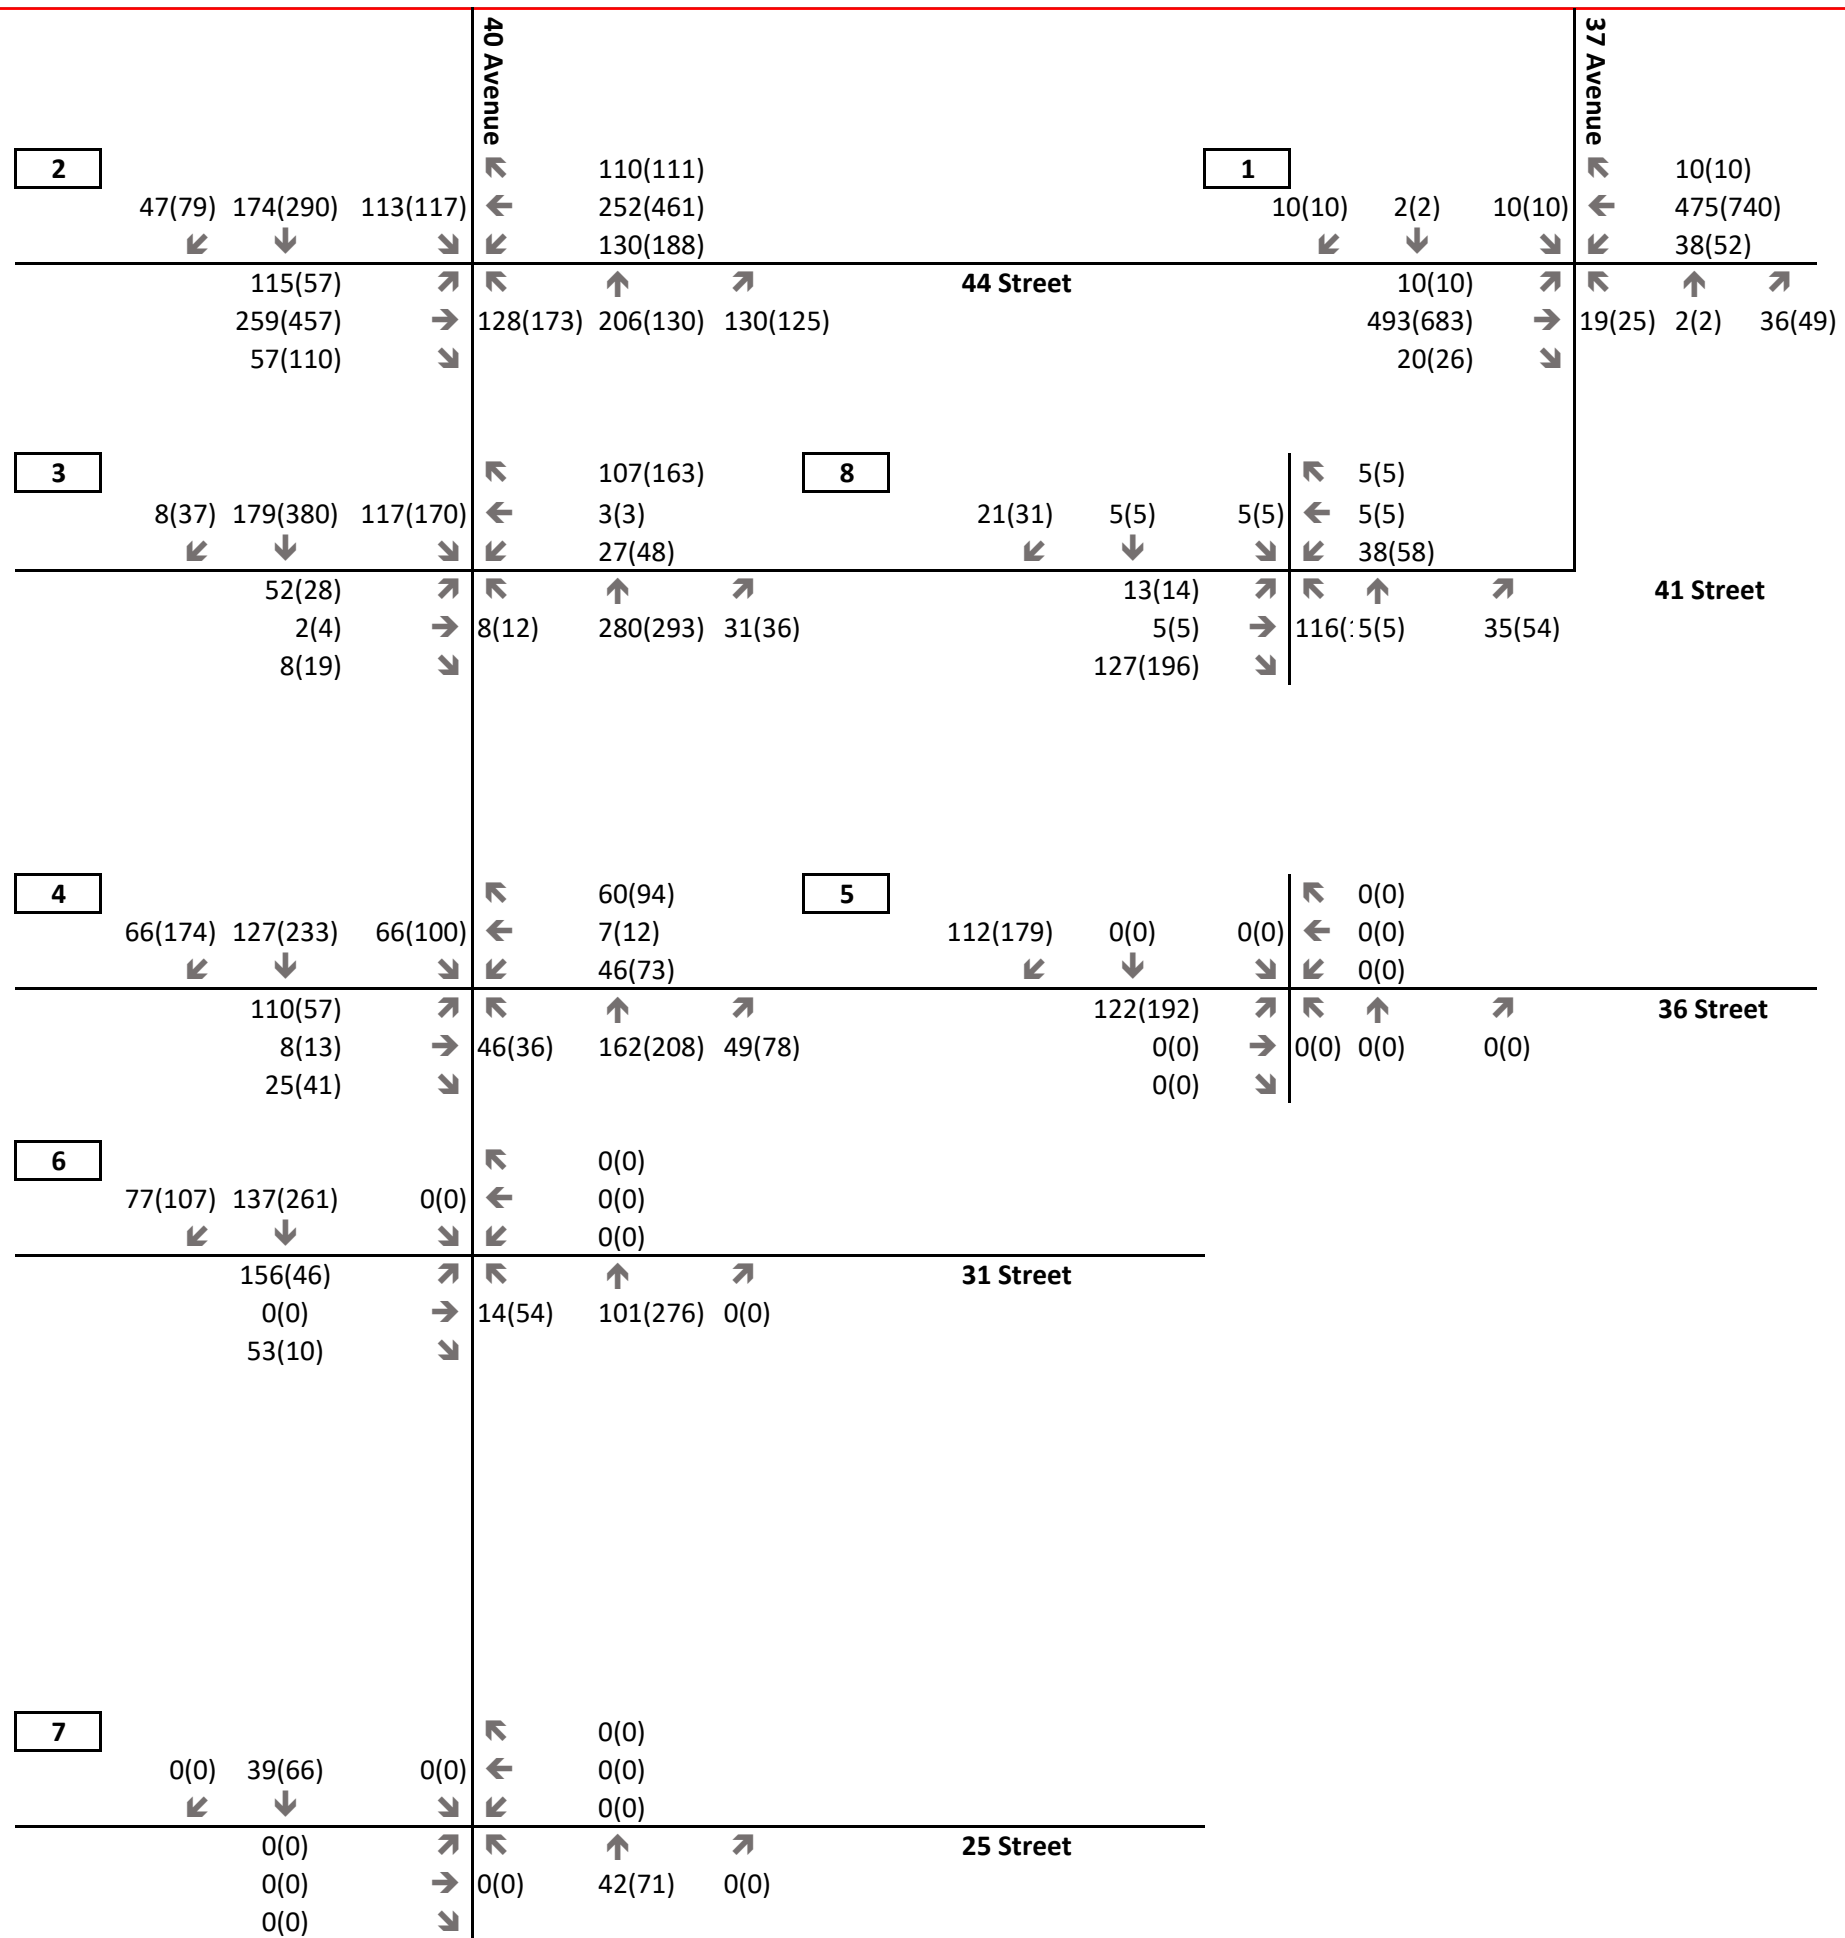 40 Avenue
37 Avenue
2
110(111)
1
10(10)
47(79) 174(290) 113(117) 252(461) 10(10) 2(2) 10(10) 475(740)
130(188) 38(52)
115(57) 44 Street 10(10)
259(457) 128(173) 206(130) 130(125) 493(683) 19(25) 2(2) 36(49)
57(110) 20(26)
3 107(163) 8 5(5)
8(37) 179(380) 117(170) 3(3) 21(31) 5(5) 5(5) 5(5)
27(48) 38(58)
52(28) 13(14) 41 Street
2(4) 8(12) 280(293) 31(36) 5(5) 116( 5(5) 35(54)
8(19) 127(196)
4 60(94) 5 0(0)
66(174) 127(233) 66(100) 7(12) 112(179) 0(0) 0(0) 0(0)
46(73) 0(0)
110(57) 122(192) 36 Street
8(13) 46(36) 162(208) 49(78) 0(0) 0(0) 0(0) 0(0)
25(41) 0(0)
6 0(0)
77(107) 137(261) 0(0) 0(0)
0(0)
156(46) 31 Street
0(0) 14(54) 101(276) 0(0)
53(10)
7 0(0)
0(0) 39(66) 0(0) 0(0)
0(0)
0(0) 25 Street
0(0) 0(0) 42(71) 0(0)
0(0)